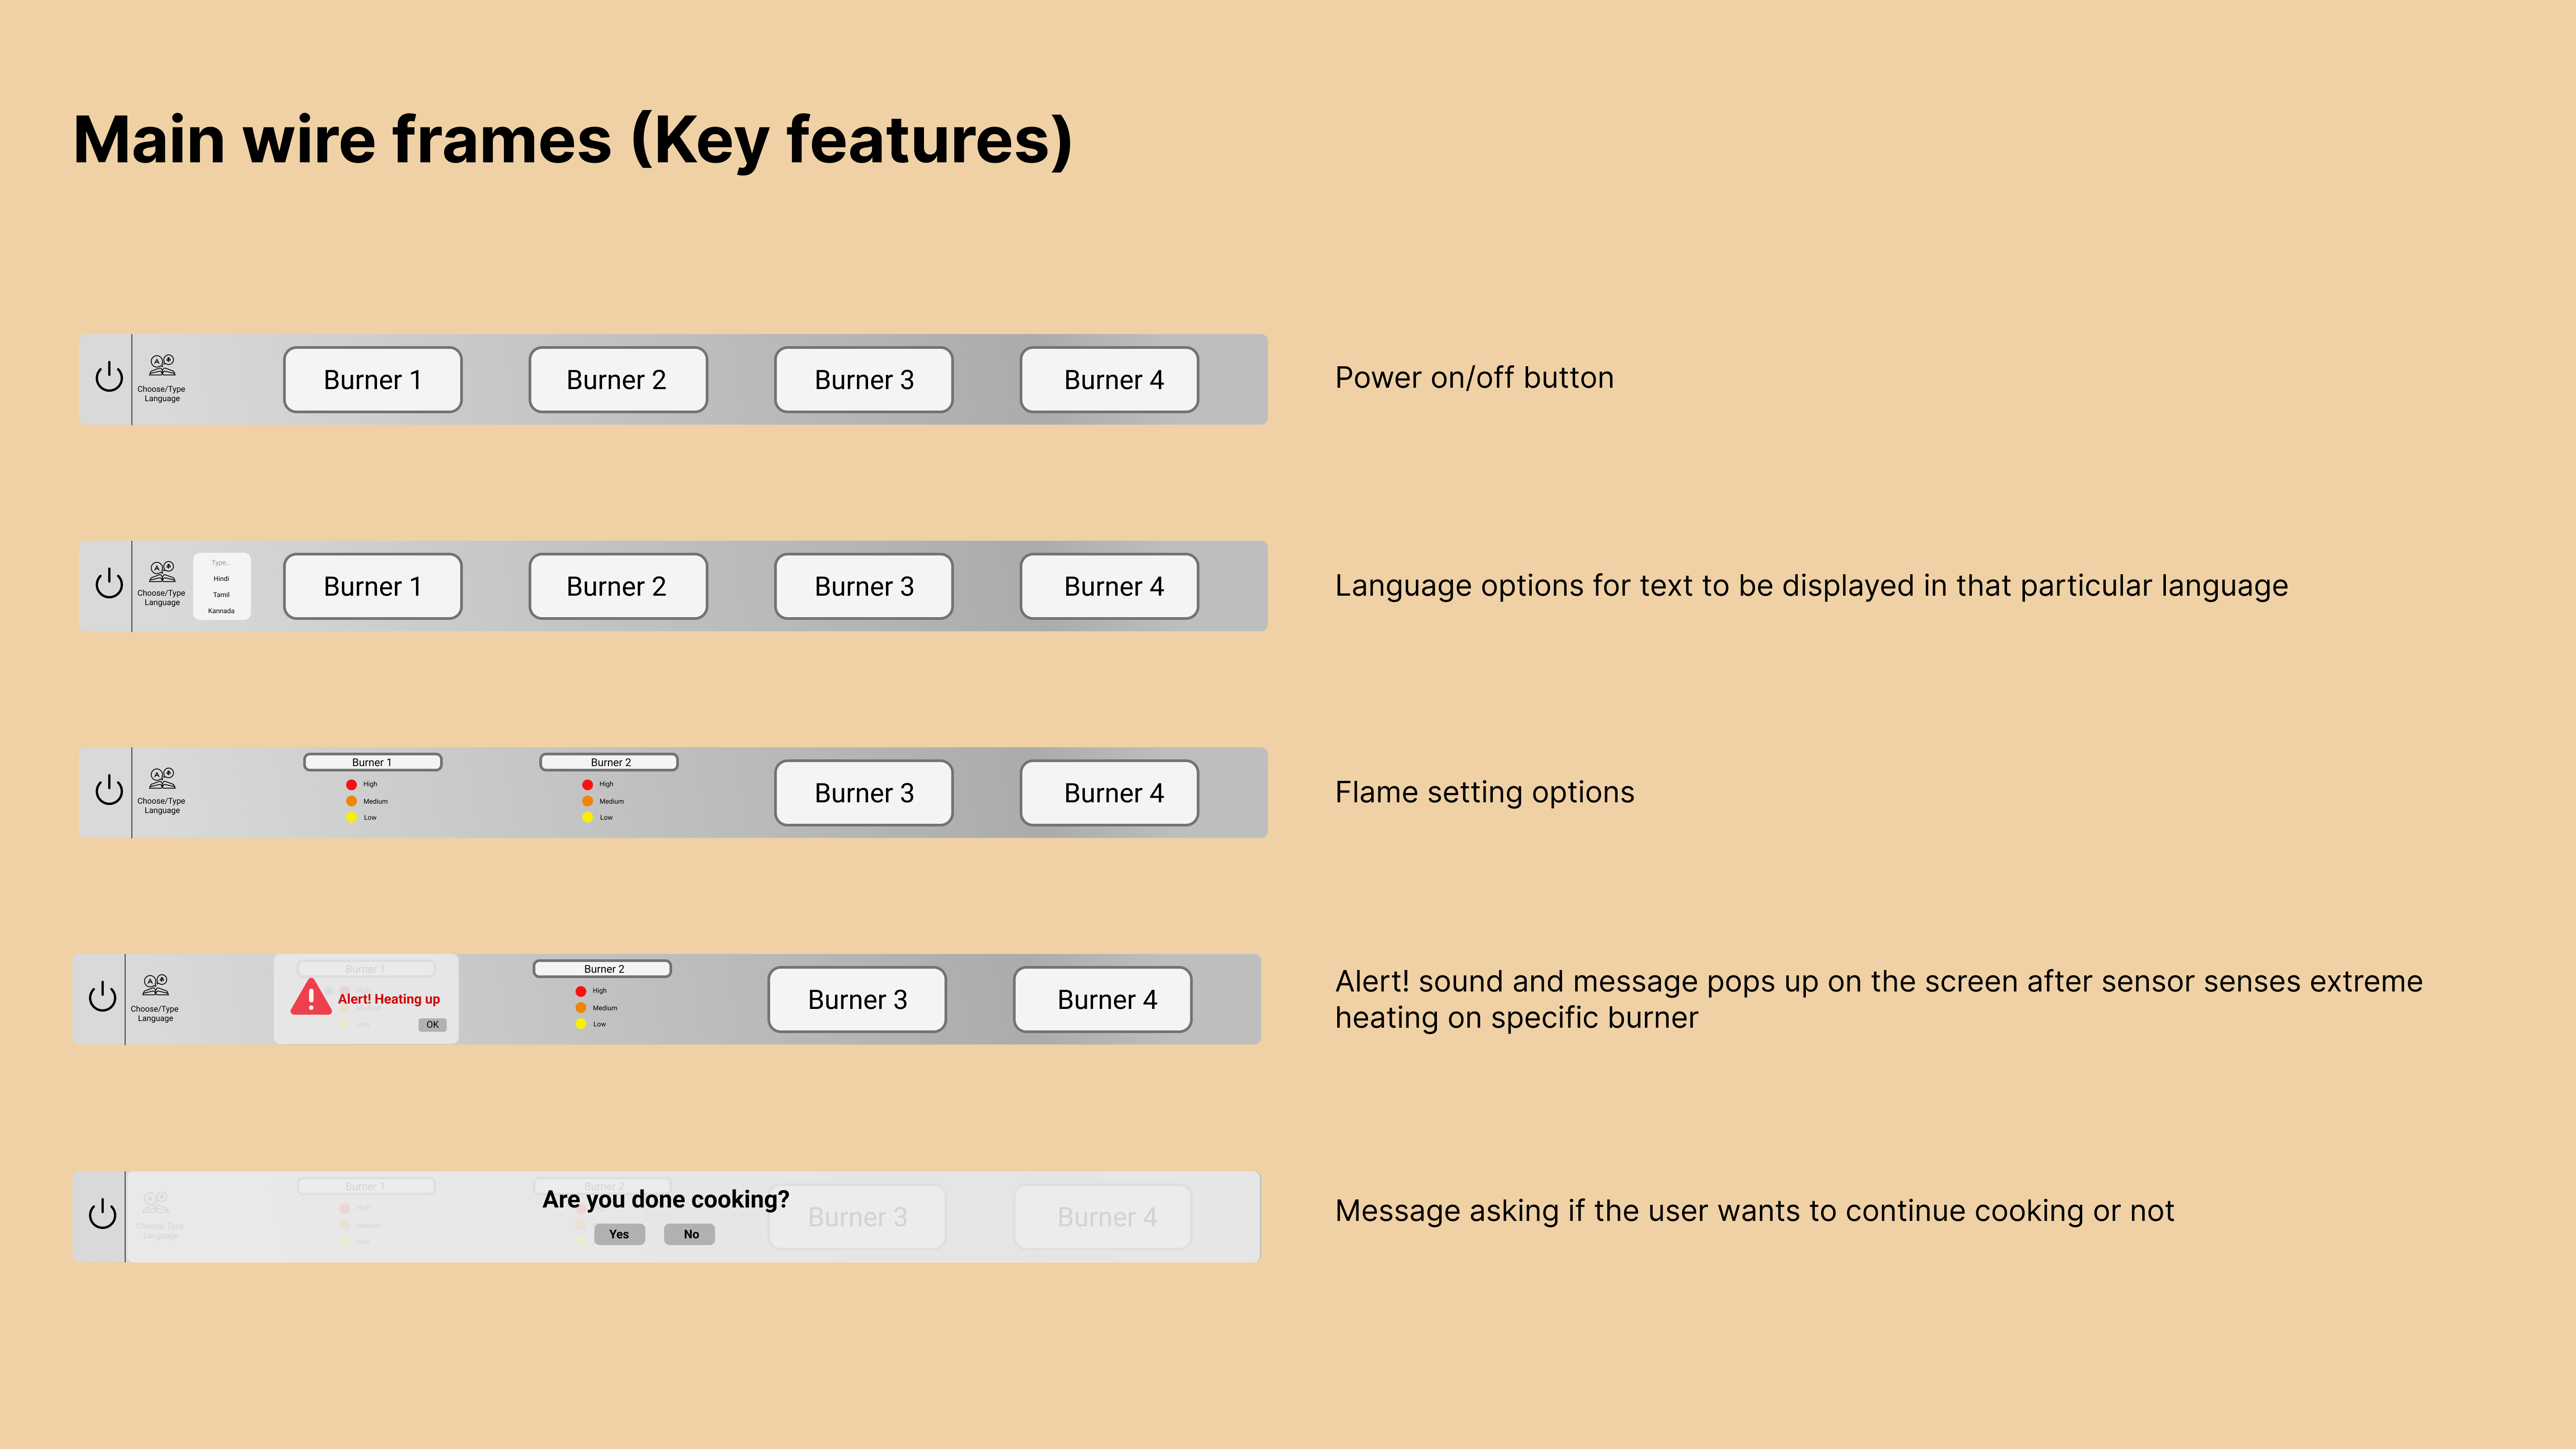 Main wire frames (Key features)
Choose/Type
Language
Burner 1
Burner 2
Burner 3
Burner 4
Power on/off button
Choose/Type
Language
Type...
Hindi
Tamil
Kannada
Burner 1
Burner 2
Burner 3
Burner 4
Language options for text to be displayed in that particular language
Choose/Type
Language
Burner 1
High
Medium
Low
Burner 2
High
Medium
Low
Burner 3
Burner 4
Flame setting options
Choose/Type
Language
Burner 1
High
Medium
Low
Alert! Heating up
OK
Burner 2
High
Medium
Low
Burner 3
Burner 4
Alert! sound and message pops up on the screen after sensor senses extreme
heating on specific burner
Choose/Type
Language
Burner 1
High
Medium
Low
Burner 2
Are you done cooking?
Yes
No
Burner 3
Burner 4
Message asking if the user wants to continue cooking or not